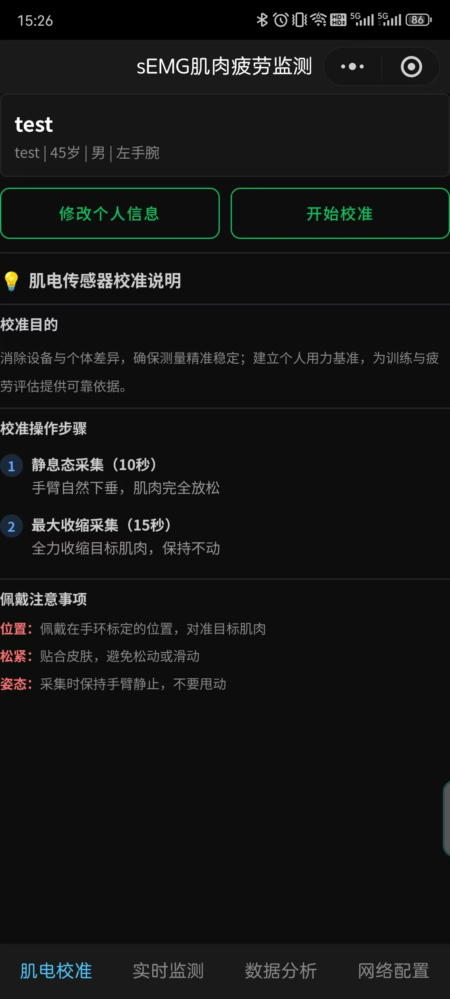 15:26
HD1 HD2 5G 5G 86
sEMG肌肉疲劳监测
test
test | 45岁 | 男 | 左手腕
修改个人信息
开始校准
肌电传感器校准说明
校准目的
消除设备与个体差异，确保测量精准稳定；建立个人用力基准，为训练与疲
劳评估提供可靠依据。
校准操作步骤
1 静息态采集（10秒）
手臂自然下垂，肌肉完全放松
2 最大收缩采集（15秒）
全力收缩目标肌肉，保持不动
佩戴注意事项
位置：佩戴在手环标定的位置，对准目标肌肉
松紧：贴合皮肤，避免松动或滑动
姿态：采集时保持手臂静止，不要甩动
肌电校准 实时监测 数据分析 网络配置